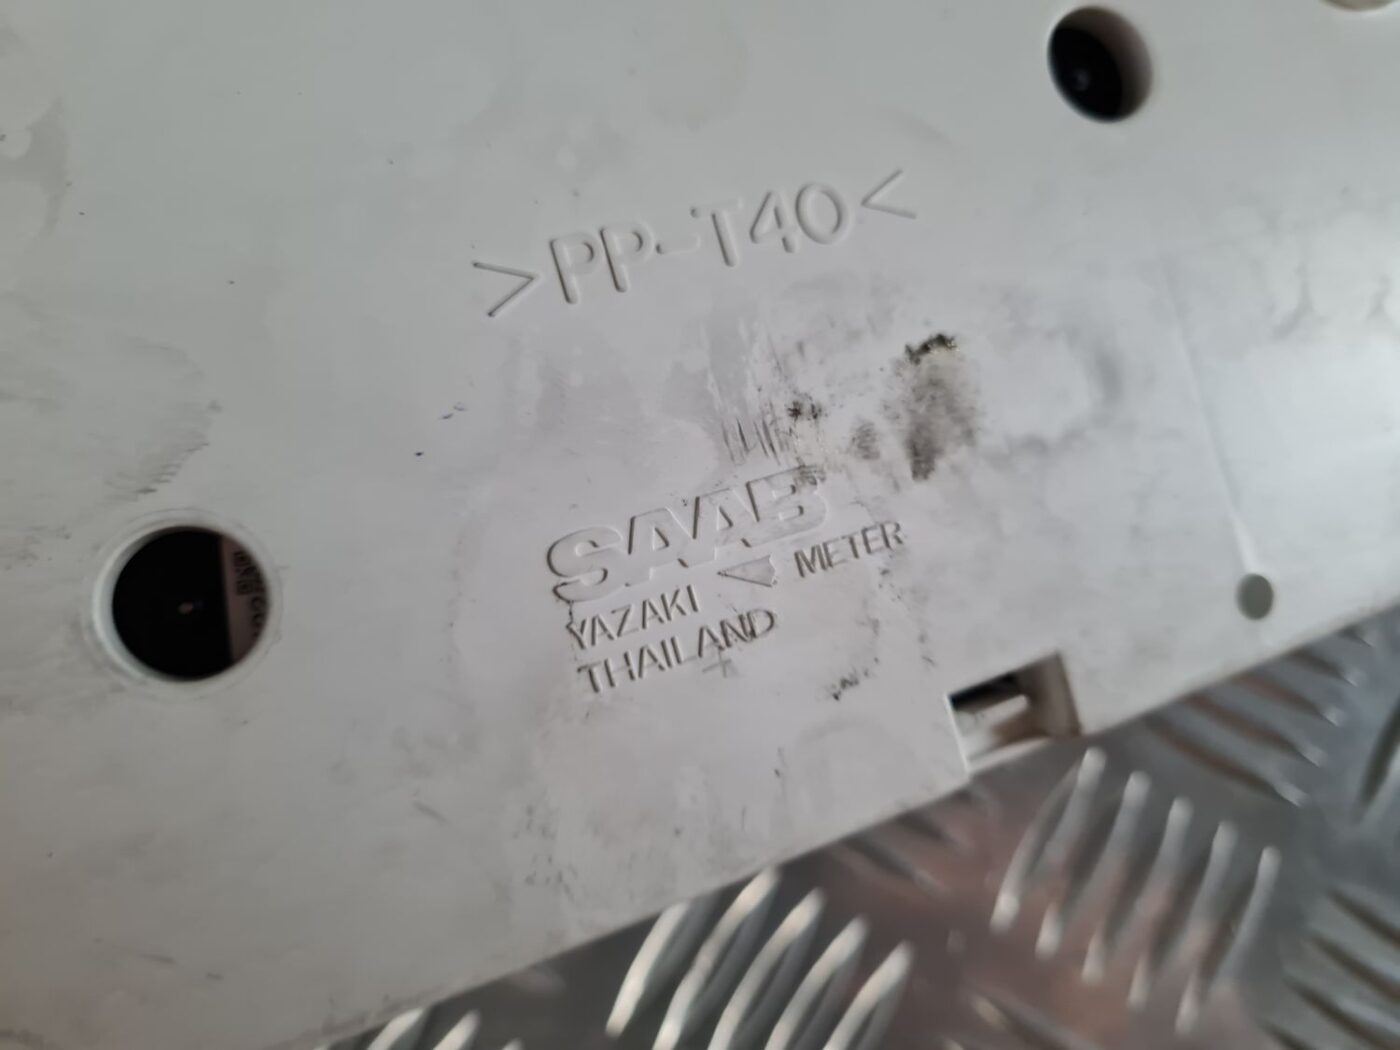 >PP-T40<
SAAB
YAZAKI METER
THAILAND